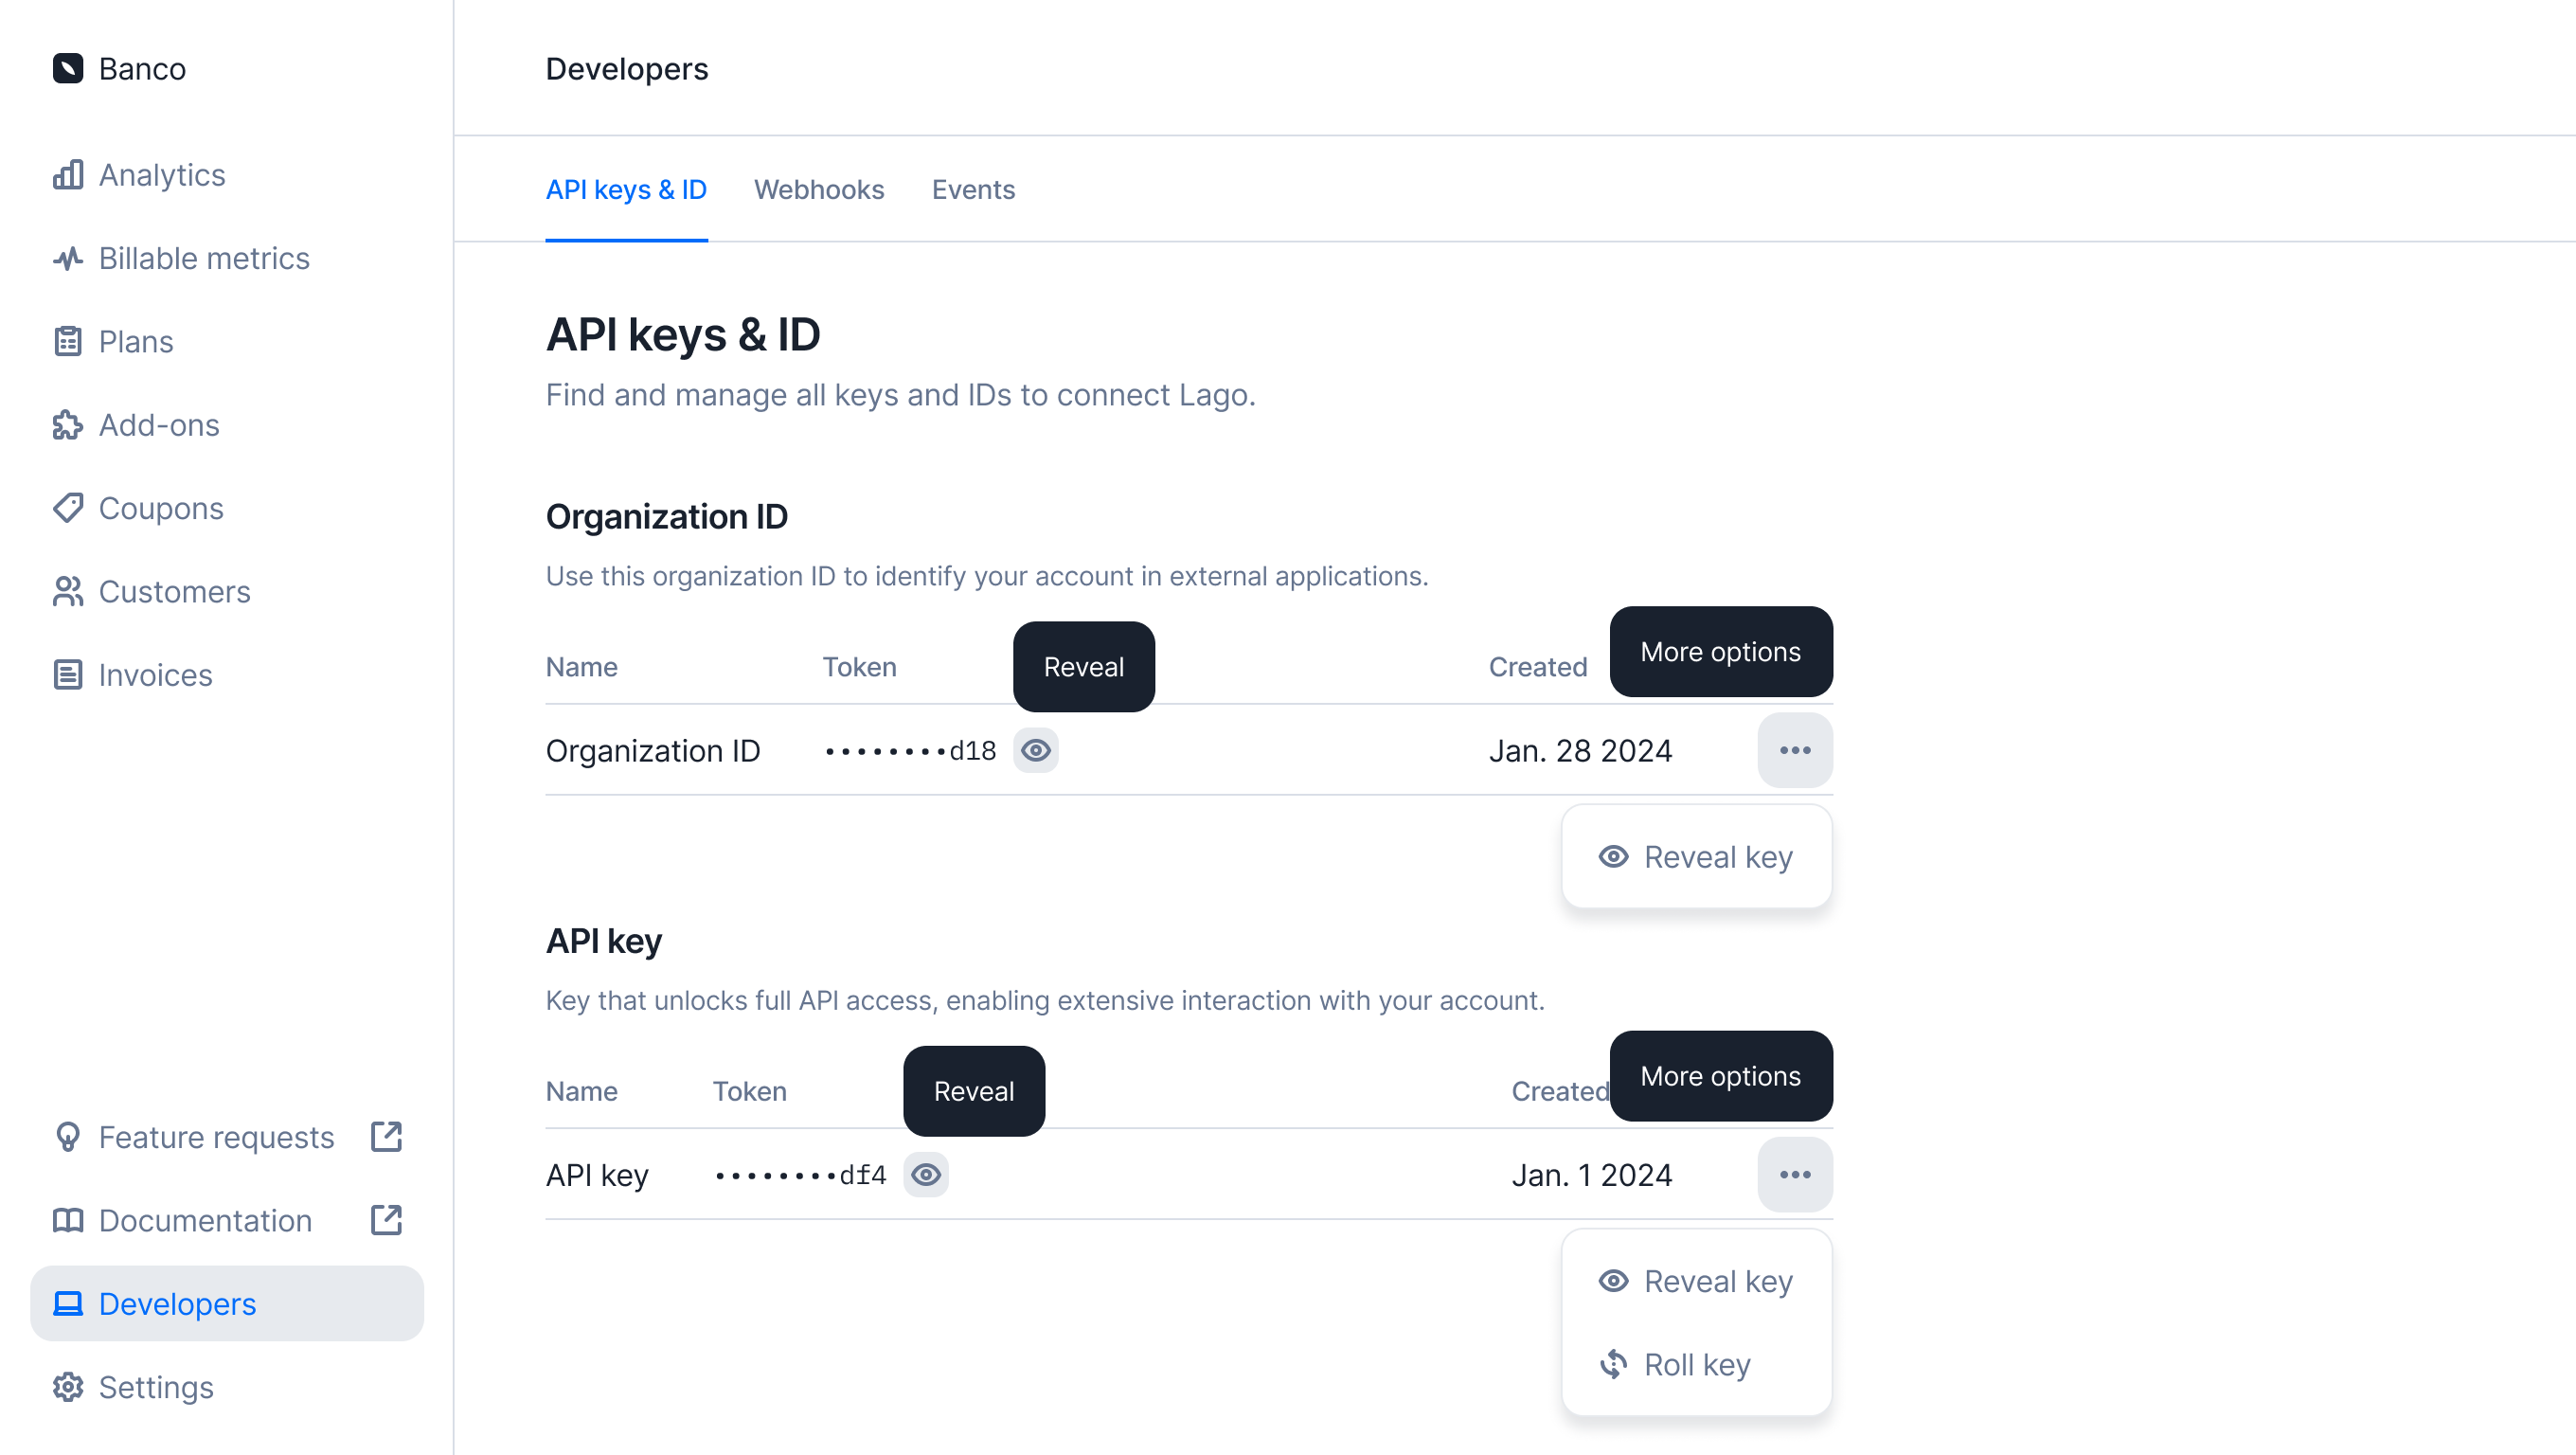 Banco
Analytics
Billable metrics
Plans
Add-ons
Coupons
Customers
Invoices
Feature requests
Documentation
Developers
Settings
Developers
API keys & ID
Webhooks
Events
API keys & ID
Find and manage all keys and IDs to connect Lago.
Organization ID
Use this organization ID to identify your account in external applications.
Name Token Reveal Created More options
Organization ID ••••••••d18 Jan. 28 2024
Reveal key
API key
Key that unlocks full API access, enabling extensive interaction with your account.
Name Token Reveal Created More options
API key ••••••••df4 Jan. 1 2024
Reveal key
Roll key